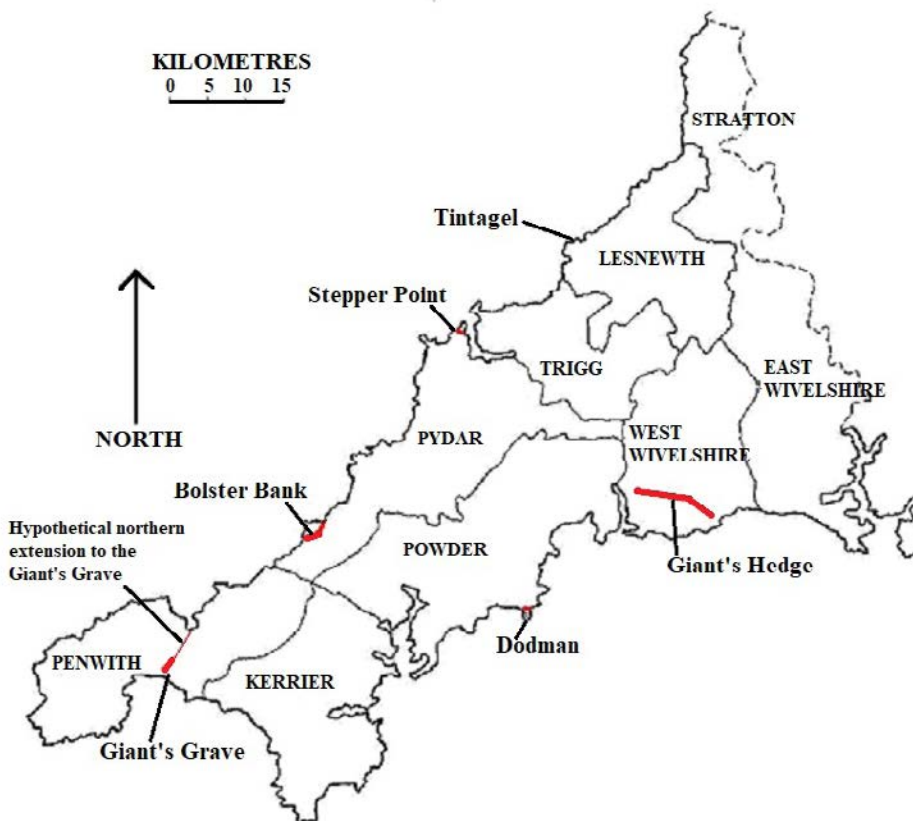 KILOMETRES
0 5 10 15
STRATTON
Tintagel
LESNEWTH
Stepper Point
TRIGG
EAST
WIVELSHIRE
NORTH
PYDAR
WEST
WIVELSHIRE
Bolster Bank
Hypothetical northern
extension to the
Giant's Grave
POWDER
Giant's Hedge
Dodman
PENWITH
KERRIER
Giant's Grave